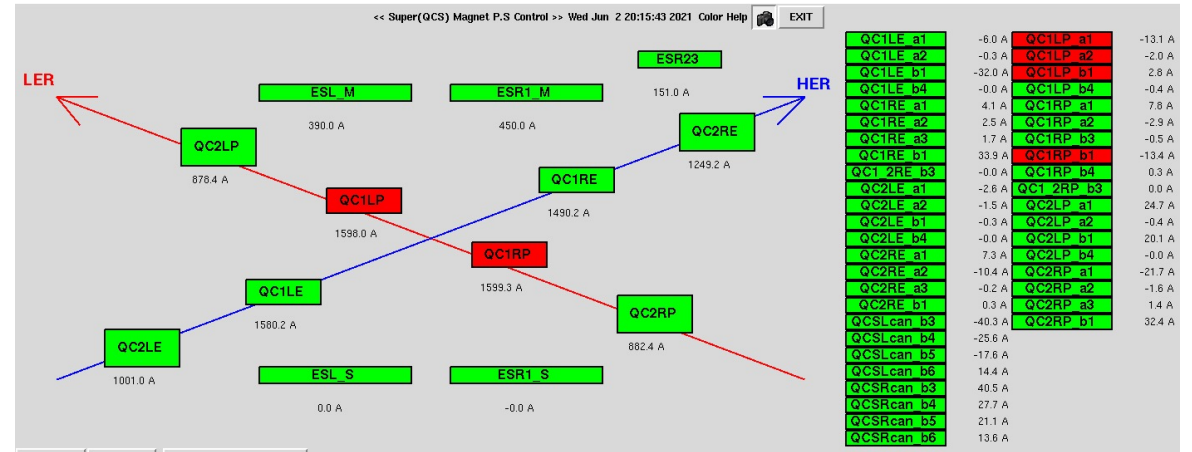 << Super(QCS) Magnet P.S Control >> Wed Jun 2 20:15:43 2021 Color Help EXIT
LER
HER
ESR23
151.0 A
ESL_M
390.0 A
ESR1_M
450.0 A
QC2LP
878.4 A
QC2RE
1249.2 A
QC1LP
1598.0 A
QC1RE
1490.2 A
QC1RP
1599.3 A
QC1LE
1580.2 A
QC2RP
882.4 A
QC2LE
1001.0 A
ESL_S
0.0 A
ESR1_S
-0.0 A
QC1LE_a1 -6.0 A QC1LP_a1 -13.1 A
QC1LE_a2 -0.3 A QC1LP_a2 -2.0 A
QC1LE_b1 -32.0 A QC1LP_b1 2.8 A
QC1LE_b4 -0.0 A QC1LP_b4 -0.4 A
QC1RE_a1 4.1 A QC1RP_a1 7.8 A
QC1RE_a2 2.5 A QC1RP_a2 -2.9 A
QC1RE_a3 1.7 A QC1RP_b3 -0.5 A
QC1RE_b1 33.9 A QC1RP_b1 -13.4 A
QC1_2RE_b3 -0.0 A QC1RP_b4 0.3 A
QC2LE_a1 -2.6 A QC1_2RP_b3 0.0 A
QC2LE_a2 -1.5 A QC2LP_a1 24.7 A
QC2LE_b1 -0.3 A QC2LP_a2 -0.4 A
QC2LE_b4 -0.0 A QC2LP_b1 20.1 A
QC2RE_a1 7.3 A QC2LP_b4 -0.0 A
QC2RE_a2 -10.4 A QC2RP_a1 -21.7 A
QC2RE_a3 -0.2 A QC2RP_a2 -1.6 A
QC2RE_b1 0.3 A QC2RP_a3 1.4 A
QCSLcan_b3 -40.3 A QC2RP_b1 32.4 A
QCSLcan_b4 -25.6 A
QCSLcan_b5 -17.6 A
QCSLcan_b6 14.4 A
QCSRcan_b3 40.5 A
QCSRcan_b4 27.7 A
QCSRcan_b5 21.1 A
QCSRcan_b6 13.6 A